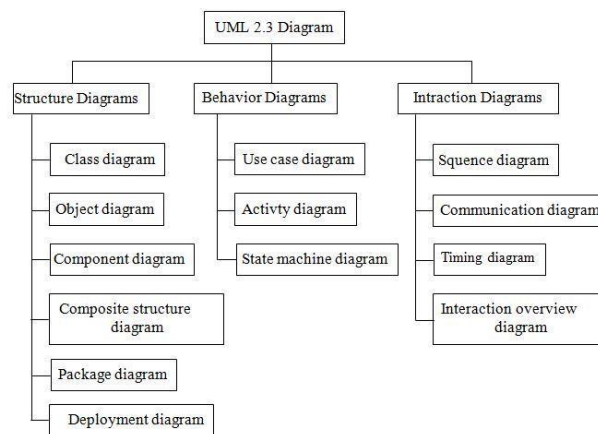 UML 2.3 Diagram
Structure Diagrams
Class diagram
Object diagram
Component diagram
Composite structure
diagram
Package diagram
Deployment diagram
Behavior Diagrams
Use case diagram
Activty diagram
State machine diagram
Intraction Diagrams
Squence diagram
Communication diagram
Timing diagram
Interaction overview
diagram